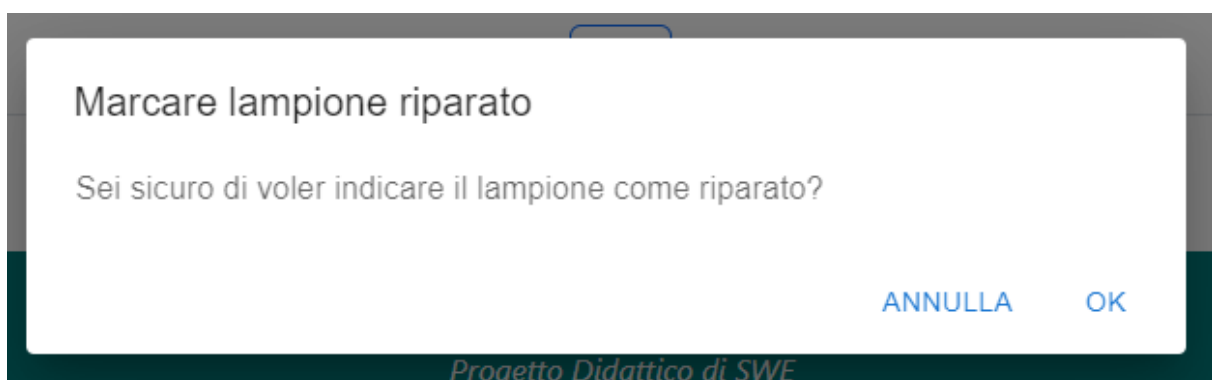 Marcare lampione riparato
Sei sicuro di voler indicare il lampione come riparato?
ANNULLA OK
Progetto Didattico di SWE